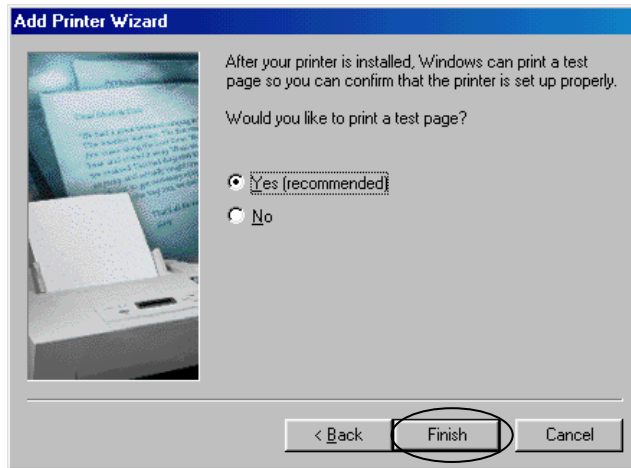 Add Printer Wizard
After your printer is installed, Windows can print a test
page so you can confirm that the printer is set up properly.
Would you like to print a test page?
Yes (recommended)
No
< Back
Finish
Cancel